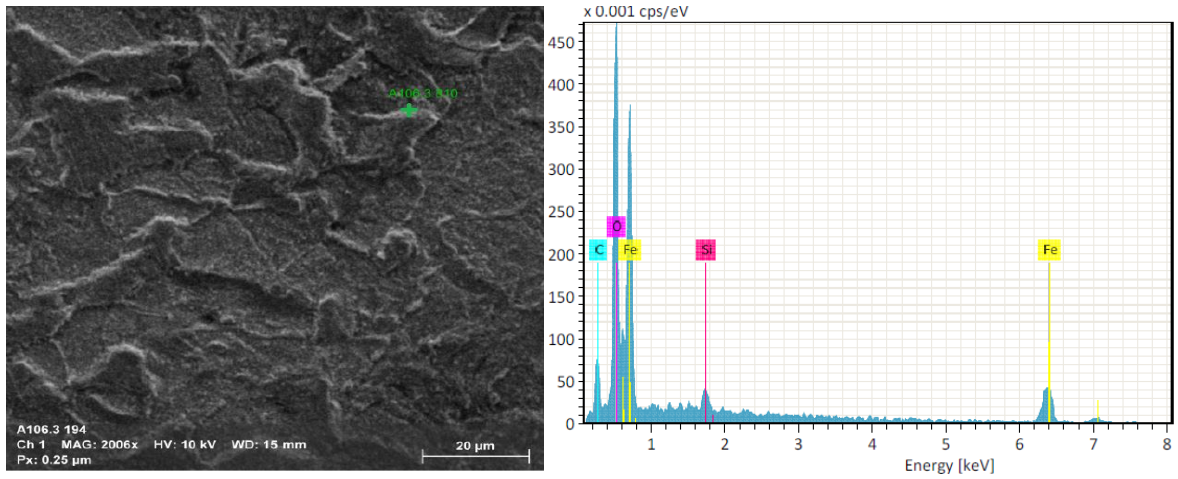 A106.3 810
A106.3 194
Ch 1 MAG: 2006x HV: 10 kV WD: 15 mm
Px: 0.25 µm
20 µm
x 0.001 cps/eV
450
400
350
300
250
200
150
100
50
0
C
O
Fe
Si
Fe
1 2 3 4 5 6 7 8
Energy [keV]